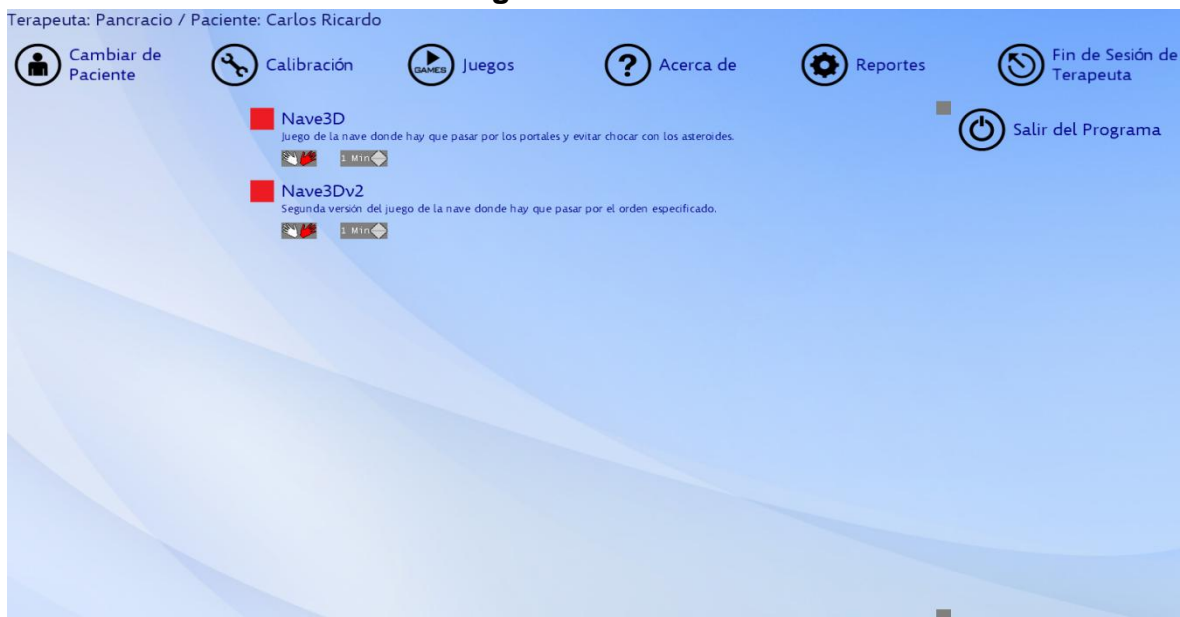 Terapeuta: Pancracio / Paciente: Carlos Ricardo
Cambiar de
Paciente
Calibración
GAMES
Juegos
?
Acerca de
Reportes
Fin de Sesión de
Terapeuta
Salir del Programa
Nave3D
Juego de la nave donde hay que pasar por los portales y evitar chocar con los asteroides.
1 Min
Nave3Dv2
Segunda versión del juego de la nave donde hay que pasar por el orden especificado.
1 Min